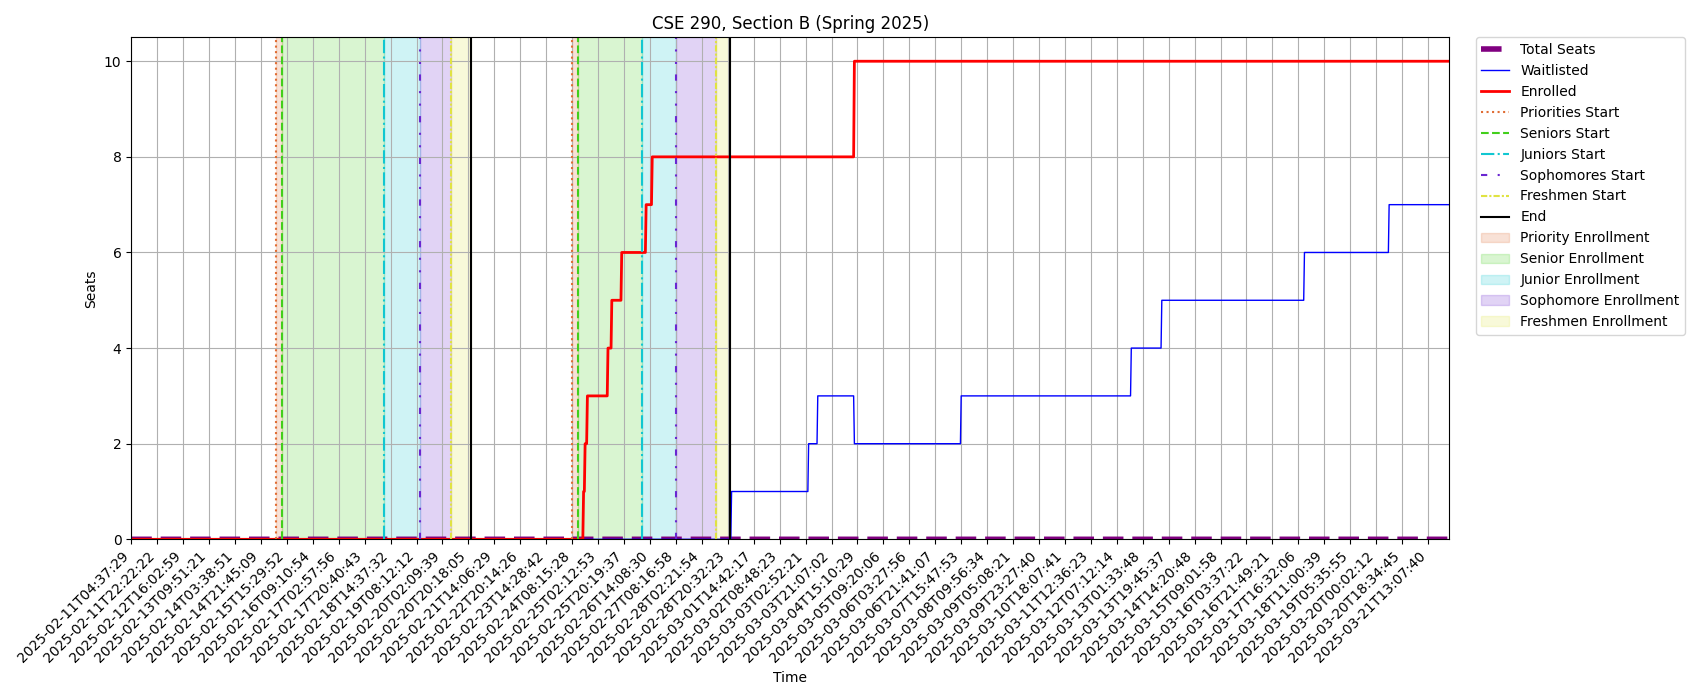 CSE 290, Section B (Spring 2025)
10
8
6
4
2
0
Seats
2025-02-11T04:37:29
2025-02-11T22:22:22
2025-02-12T16:02:59
2025-02-13T09:51:21
2025-02-14T03:38:51
2025-02-14T21:45:09
2025-02-15T15:29:52
2025-02-16T09:10:54
2025-02-17T02:57:56
2025-02-17T20:40:43
2025-02-18T14:37:32
2025-02-19T08:12:12
2025-02-20T02:09:39
2025-02-20T20:18:05
2025-02-21T14:06:29
2025-02-22T20:14:26
2025-02-23T14:28:42
2025-02-24T08:15:28
2025-02-25T02:12:53
2025-02-25T20:19:37
2025-02-26T14:08:30
2025-02-27T08:16:58
2025-02-28T02:21:54
2025-02-28T20:32:23
2025-03-01T14:42:17
2025-03-02T08:48:23
2025-03-03T02:52:21
2025-03-03T21:07:02
2025-03-04T15:10:29
2025-03-05T09:20:06
2025-03-06T03:27:56
2025-03-06T21:41:07
2025-03-07T15:47:53
2025-03-08T09:56:34
2025-03-09T05:08:21
2025-03-09T23:27:40
2025-03-10T18:07:41
2025-03-11T12:36:23
2025-03-12T07:12:14
2025-03-13T01:33:48
2025-03-13T19:45:37
2025-03-14T14:20:48
2025-03-15T09:01:58
2025-03-16T03:37:22
2025-03-16T21:49:21
2025-03-17T16:32:06
2025-03-18T11:00:39
2025-03-19T05:35:55
2025-03-20T00:02:12
2025-03-20T18:34:45
2025-03-21T13:07:40
Time
Total Seats
Waitlisted
Enrolled
Priorities Start
Seniors Start
Juniors Start
Sophomores Start
Freshmen Start
End
Priority Enrollment
Senior Enrollment
Junior Enrollment
Sophomore Enrollment
Freshmen Enrollment